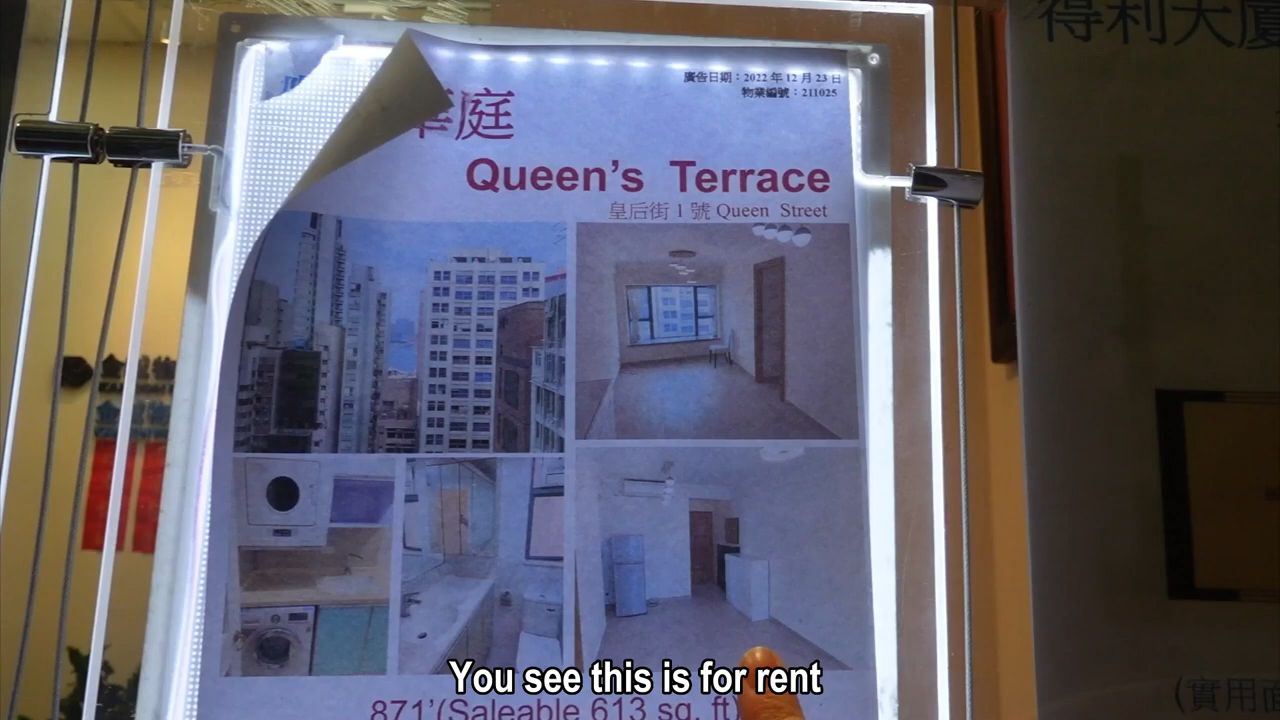 廣告日期：2022 年 12 月 23 日
物業編號：211025
華庭
Queen's Terrace
皇后街 1 號 Queen Street
871'(Saleable 613 sq. ft)
You see this is for rent
得利大廈
(實用面